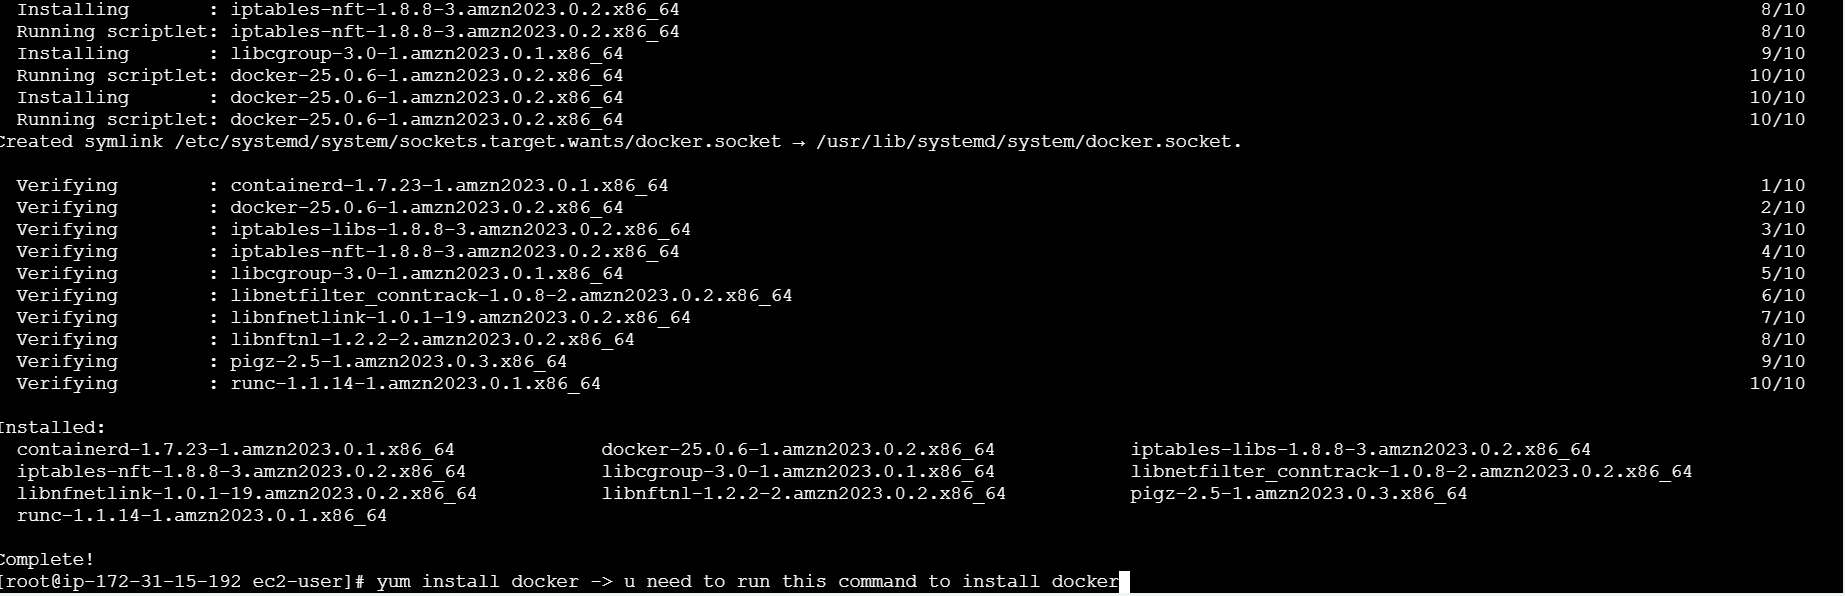 Installing : iptables-nft-1.8.8-3.amzn2023.0.2.x86_64 8/10
Running scriptlet: iptables-nft-1.8.8-3.amzn2023.0.2.x86_64 8/10
Installing : libcgroup-3.0-1.amzn2023.0.1.x86_64 9/10
Running scriptlet: docker-25.0.6-1.amzn2023.0.2.x86_64 10/10
Installing : docker-25.0.6-1.amzn2023.0.2.x86_64 10/10
Running scriptlet: docker-25.0.6-1.amzn2023.0.2.x86_64 10/10
Created symlink /etc/systemd/system/sockets.target.wants/docker.socket → /usr/lib/systemd/system/docker.socket.
Verifying : containerd-1.7.23-1.amzn2023.0.1.x86_64 1/10
Verifying : docker-25.0.6-1.amzn2023.0.2.x86_64 2/10
Verifying : iptables-libs-1.8.8-3.amzn2023.0.2.x86_64 3/10
Verifying : iptables-nft-1.8.8-3.amzn2023.0.2.x86_64 4/10
Verifying : libcgroup-3.0-1.amzn2023.0.1.x86_64 5/10
Verifying : libnetfilter_conntrack-1.0.8-2.amzn2023.0.2.x86_64 6/10
Verifying : libnfnetlink-1.0.1-19.amzn2023.0.2.x86_64 7/10
Verifying : libnftnl-1.2.2-2.amzn2023.0.2.x86_64 8/10
Verifying : pigz-2.5-1.amzn2023.0.3.x86_64 9/10
Verifying : runc-1.1.14-1.amzn2023.0.1.x86_64 10/10
Installed:
containerd-1.7.23-1.amzn2023.0.1.x86_64 docker-25.0.6-1.amzn2023.0.2.x86_64 iptables-libs-1.8.8-3.amzn2023.0.2.x86_64
iptables-nft-1.8.8-3.amzn2023.0.2.x86_64 libcgroup-3.0-1.amzn2023.0.1.x86_64 libnetfilter_conntrack-1.0.8-2.amzn2023.0.2.x86_64
libnfnetlink-1.0.1-19.amzn2023.0.2.x86_64 libnftnl-1.2.2-2.amzn2023.0.2.x86_64 pigz-2.5-1.amzn2023.0.3.x86_64
runc-1.1.14-1.amzn2023.0.1.x86_64
Complete!
[root@ip-172-31-15-192 ec2-user]# yum install docker -> u need to run this command to install docker